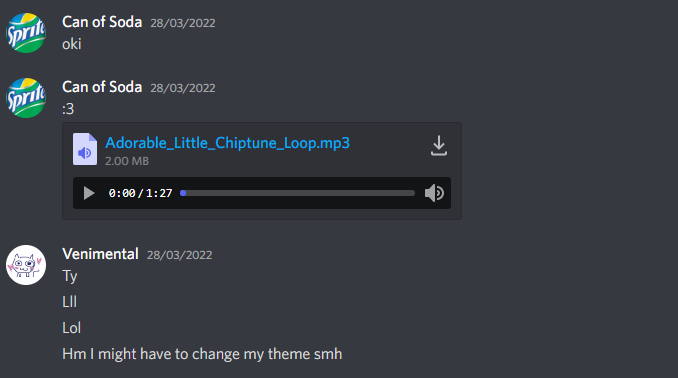 Can of Soda 28/03/2022
Sprite
oki
Can of Soda 28/03/2022
Sprite
:3
Adorable_Little_Chiptune_Loop.mp3
2.00 MB
0:00/1:27
Venimental 28/03/2022
Ty
Lll
Lol
Hm I might have to change my theme smh